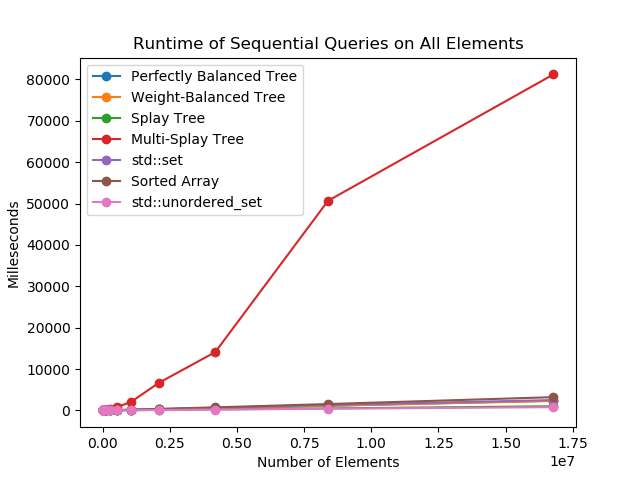 Runtime of Sequential Queries on All Elements
Perfectly Balanced Tree
Weight-Balanced Tree
Splay Tree
Multi-Splay Tree
std::set
Sorted Array
std::unordered_set
80000
70000
60000
50000
40000
30000
20000
10000
0
Milleseconds
0.00 0.25 0.50 0.75 1.00 1.25 1.50 1.75
1e7
Number of Elements